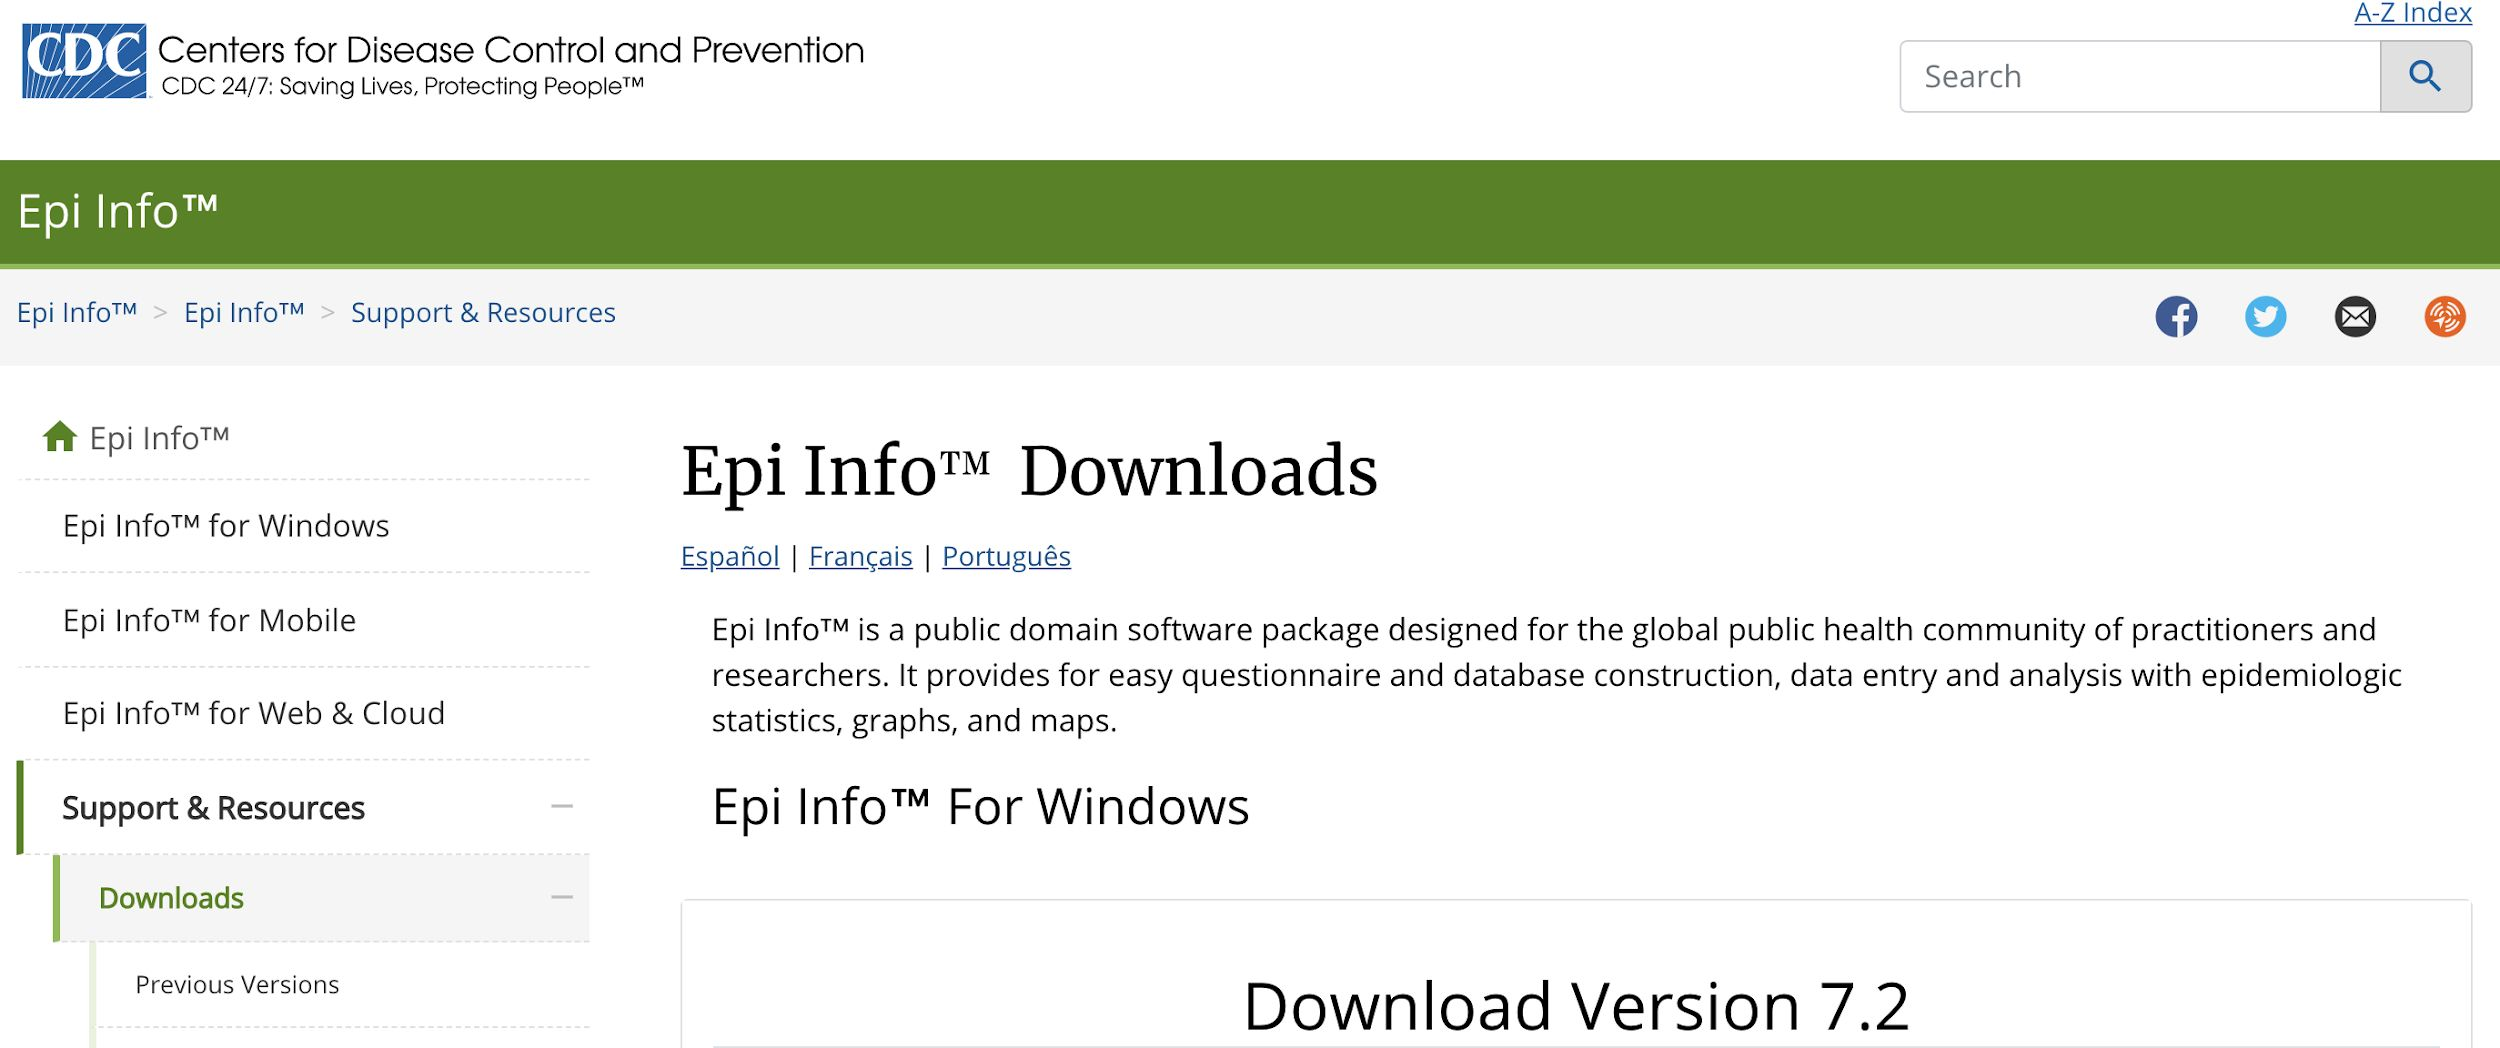 A-Z Index
CDC
Centers for Disease Control and Prevention
CDC 24/7: Saving Lives, Protecting People™
Search
Epi Info™
Epi Info™ > Epi Info™ > Support & Resources
Epi Info™
Epi Info™ for Windows
Epi Info™ for Mobile
Epi Info™ for Web & Cloud
Support & Resources
Downloads
Previous Versions
Epi Info™ Downloads
Español | Français | Português
Epi Info™ is a public domain software package designed for the global public health community of practitioners and
researchers. It provides for easy questionnaire and database construction, data entry and analysis with epidemiologic
statistics, graphs, and maps.
Epi Info™ For Windows
Download Version 7.2